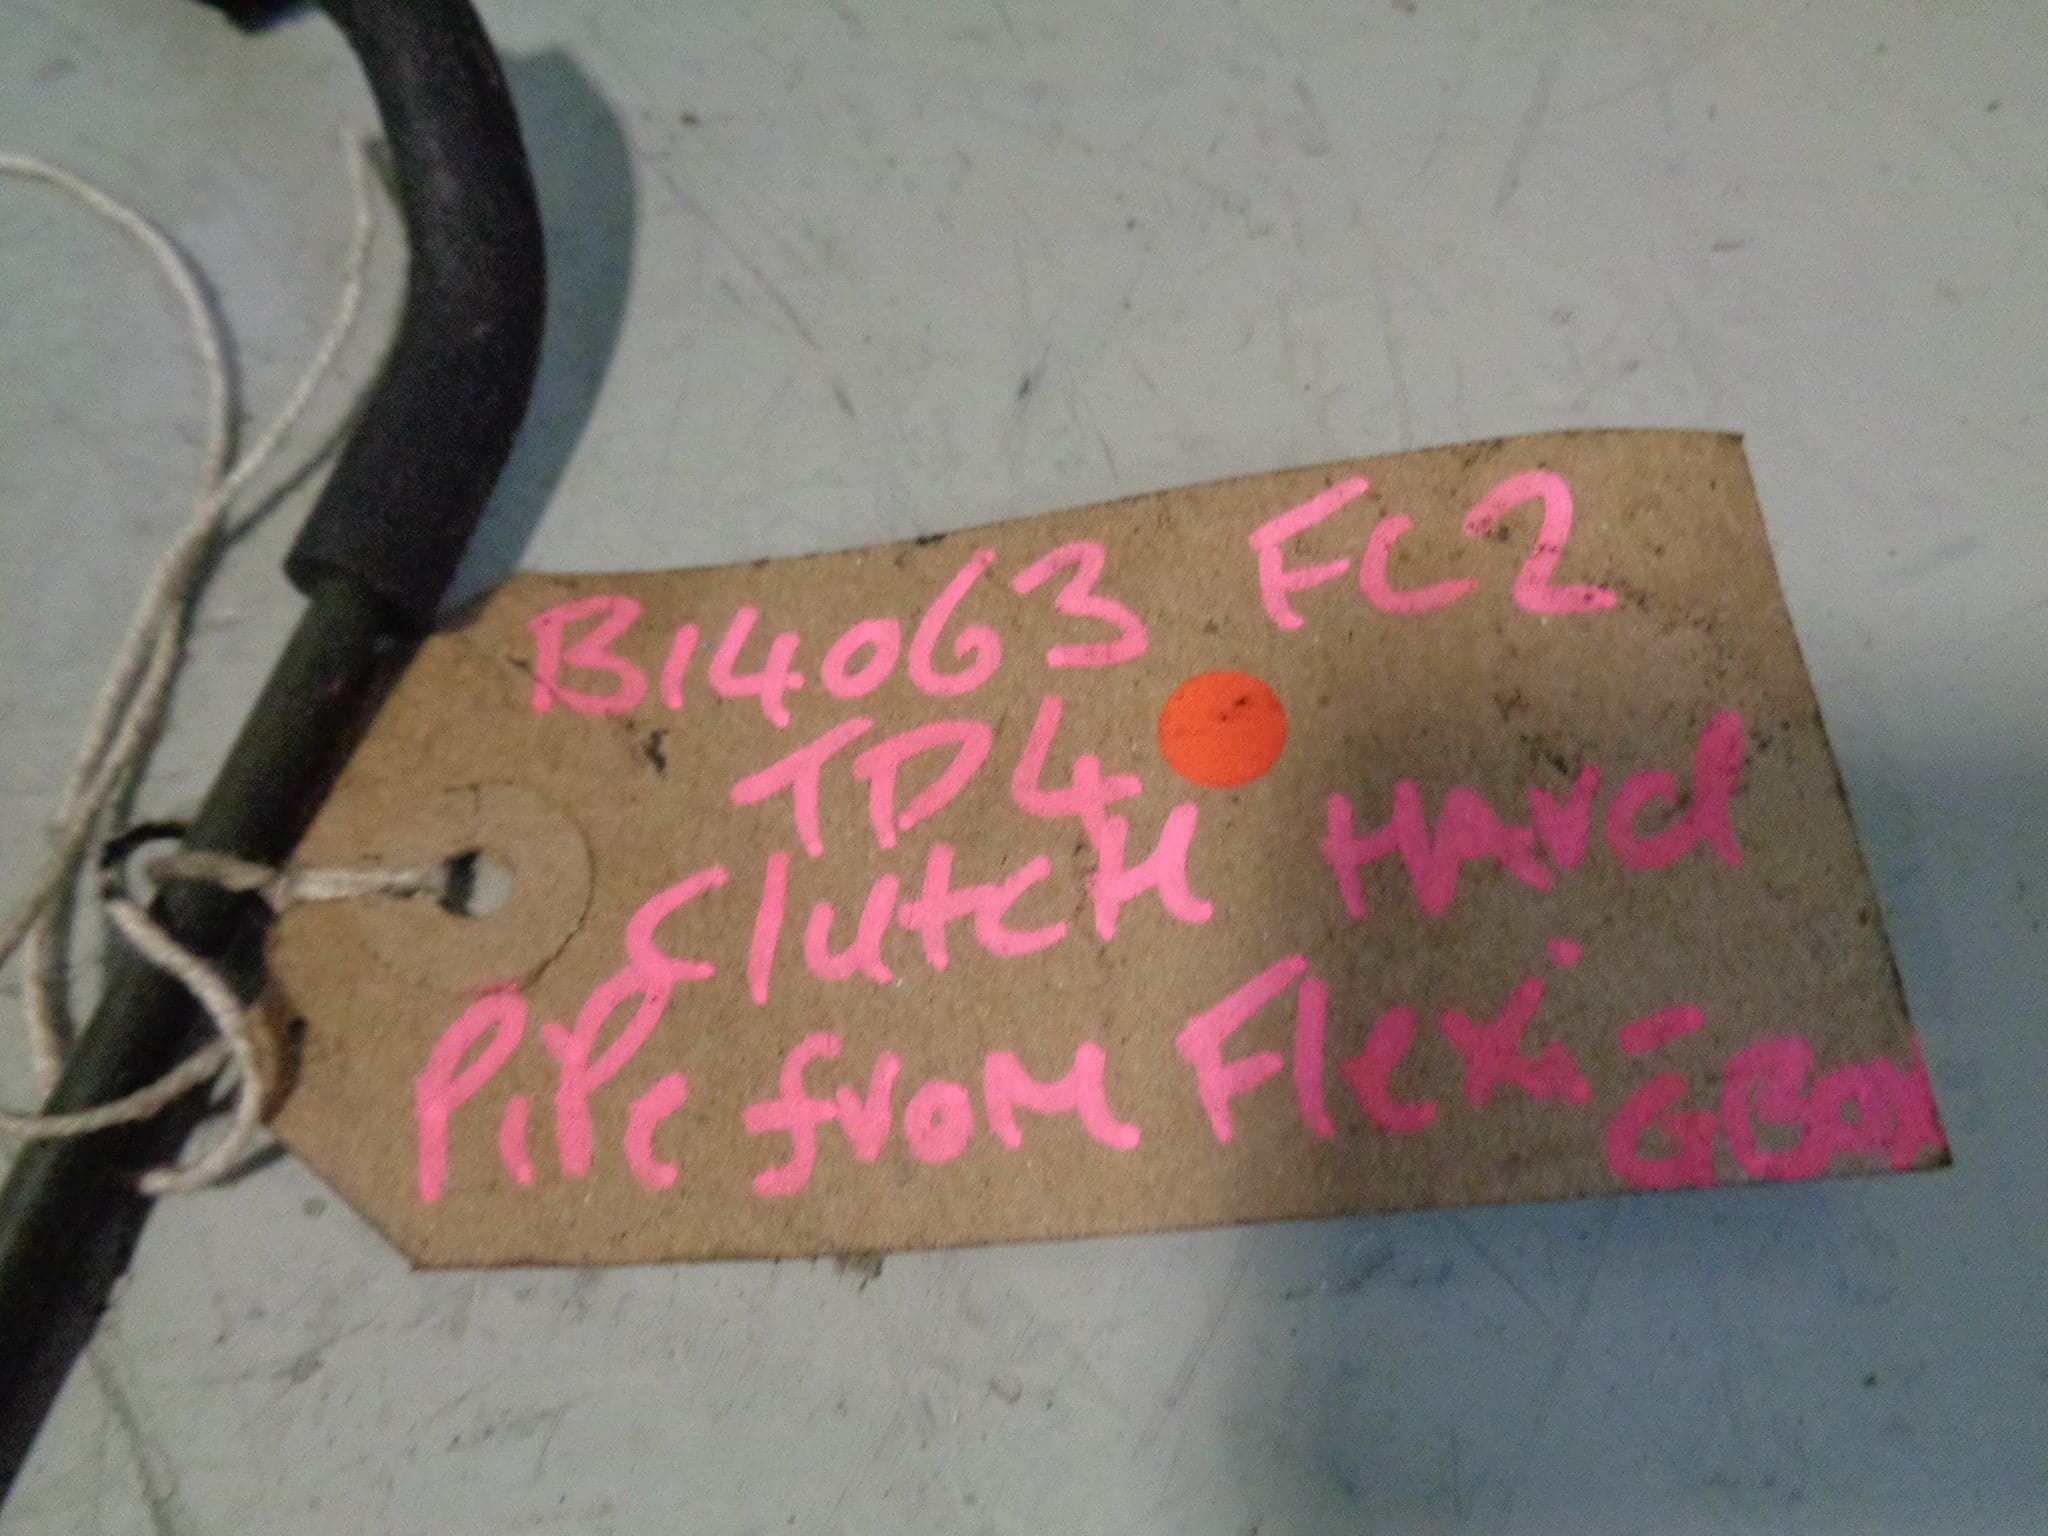 B14063 FL2
TD4
Clutch Hard
Pipe from Flexi -
GBox